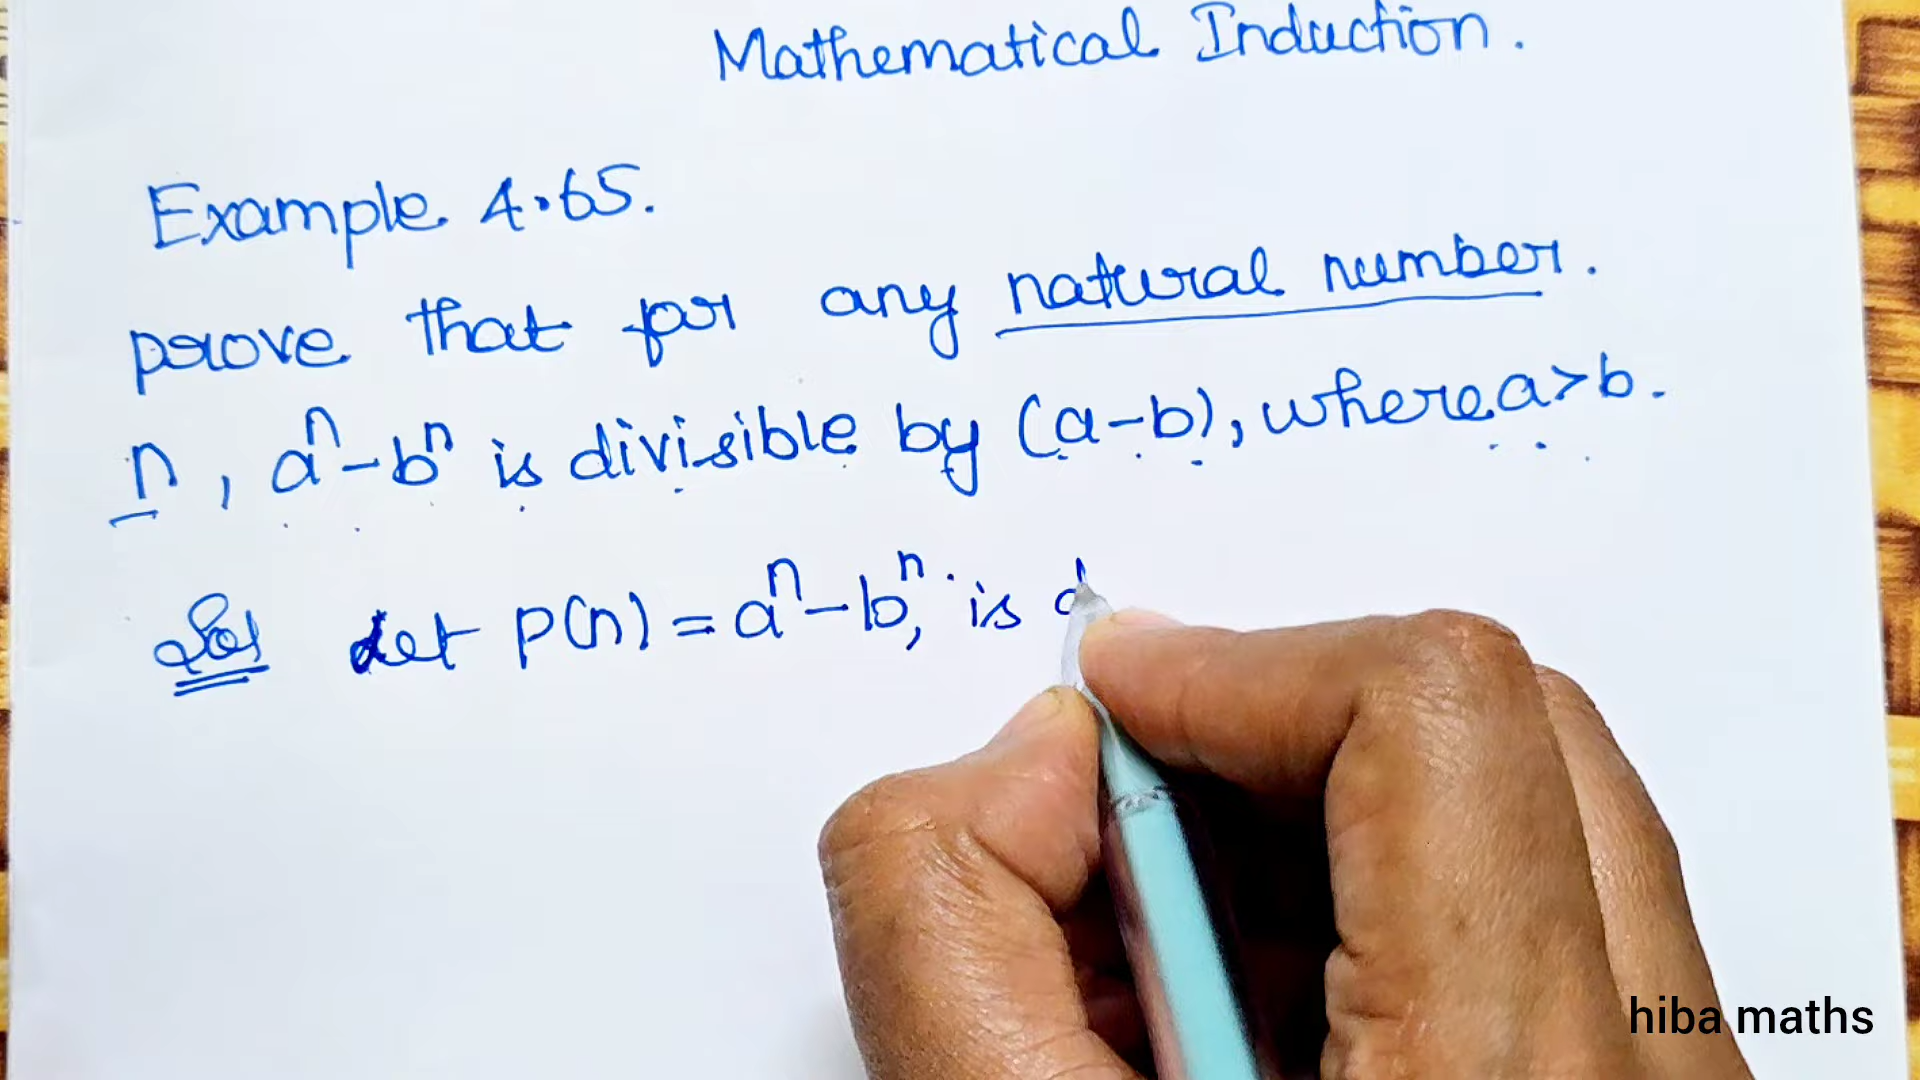 Mathematical Induction.
Example 4.65.
prove that for any natural number.
n, aⁿ-bⁿ is divisible by (a-b), where a>b.
Sol Let P(n) = aⁿ-bⁿ, is d
hiba maths